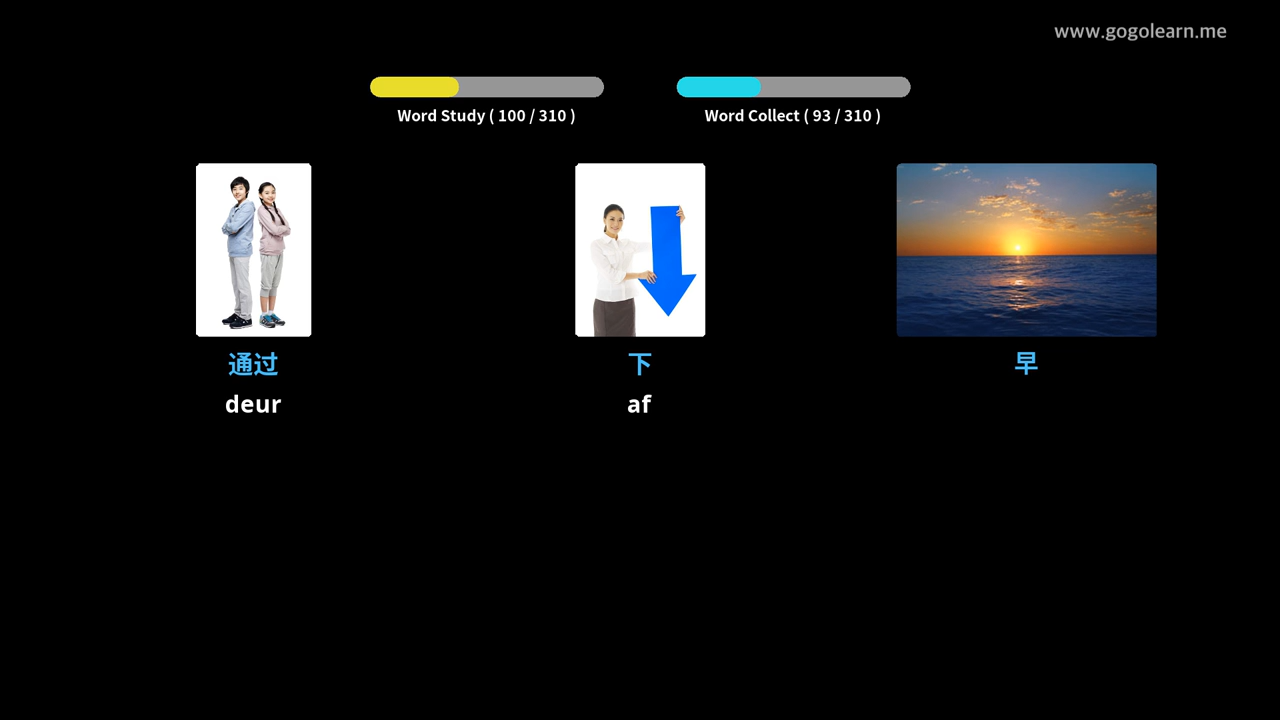 www.gogolearn.me
Word Study ( 100 / 310 )
Word Collect ( 93 / 310 )
通过
下
早
deur
af